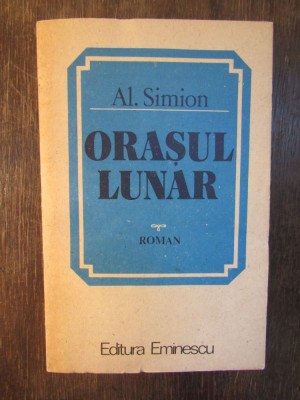 Al. Simion
ORAȘUL
LUNAR
ROMAN
Editura Eminescu